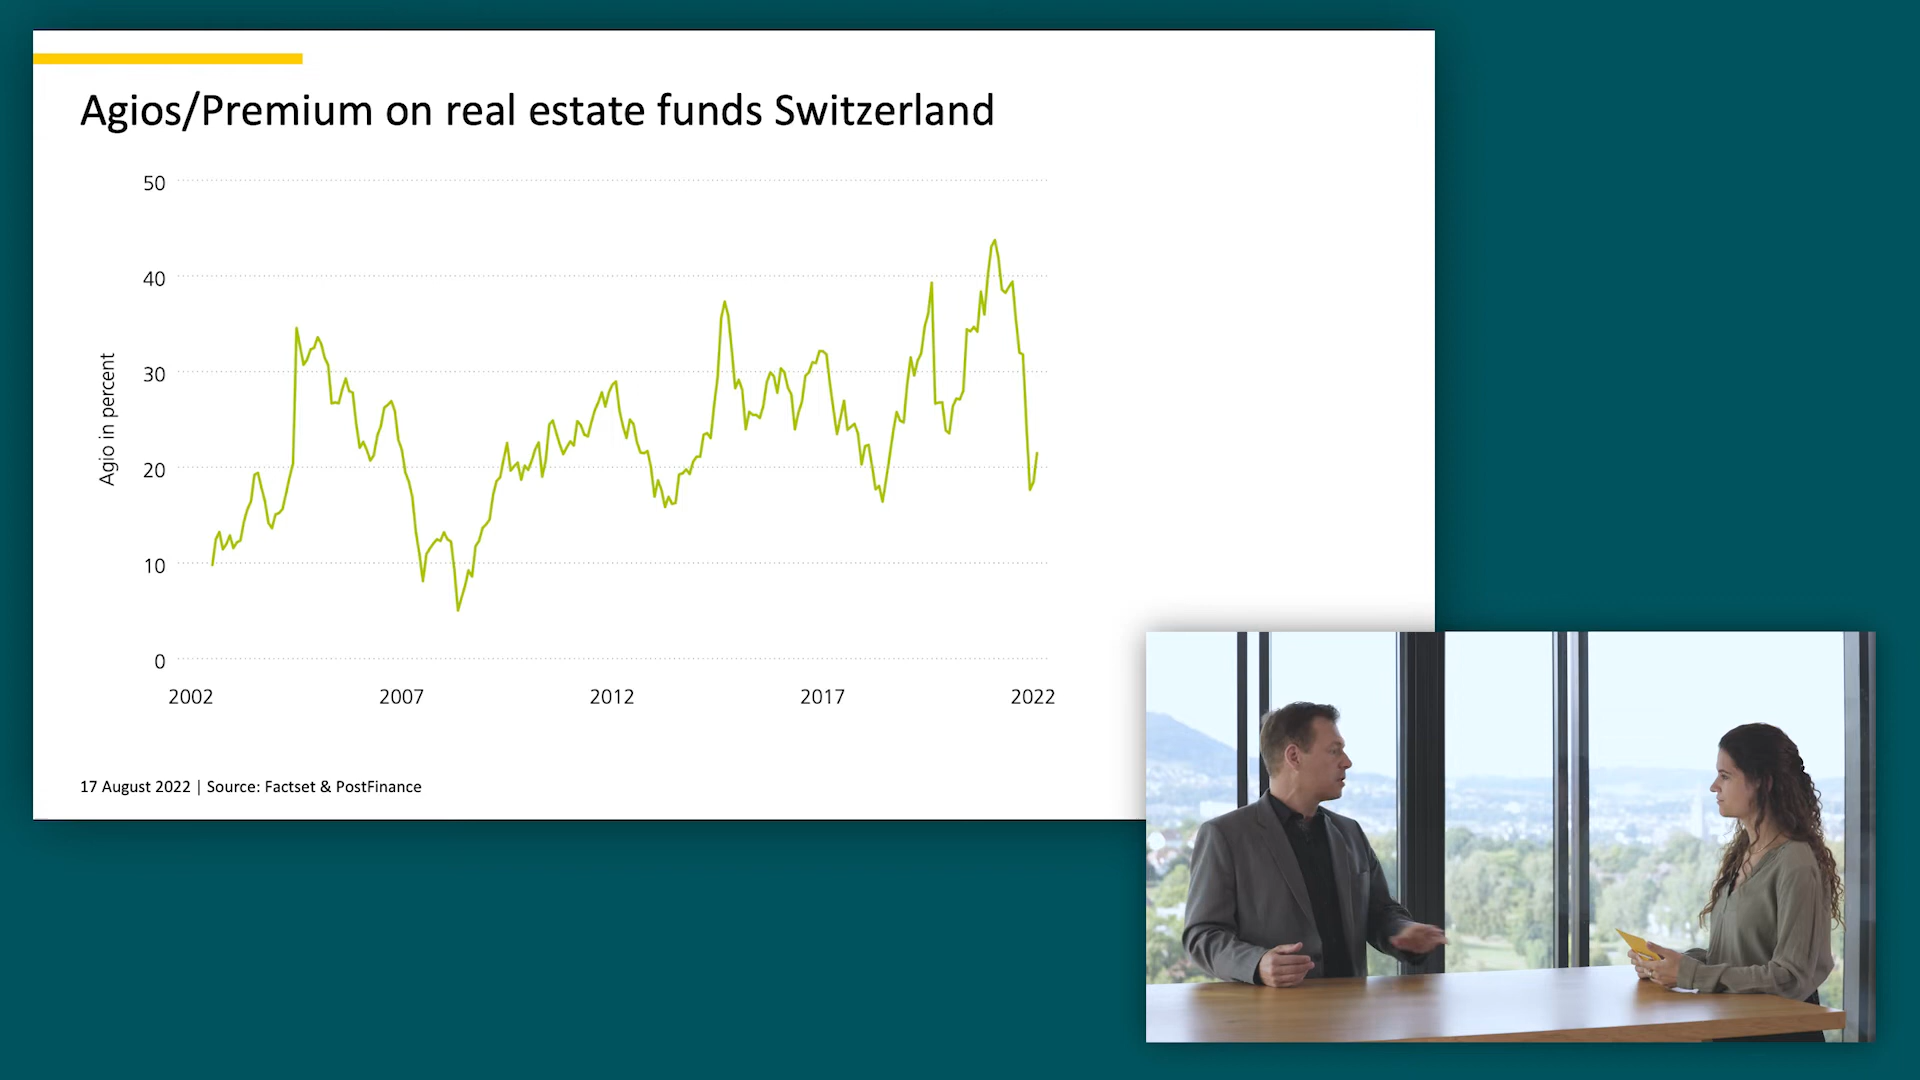 Agios/Premium on real estate funds Switzerland
50
40
30
20
10
0
Agio in percent
2002 2007 2012 2017 2022
17 August 2022 | Source: Factset & PostFinance